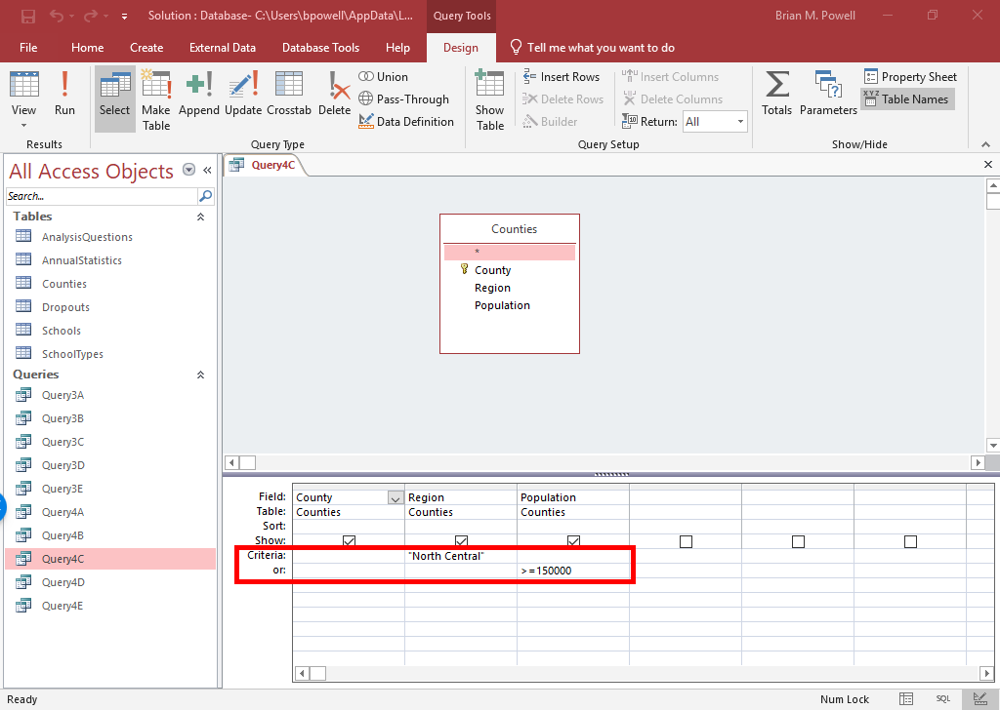 Solution : Database- C:\Users\bpowell\AppData\L... Query Tools Brian M. Powell
File Home Create External Data Database Tools Help Design Tell me what you want to do
View Run Select Make Table Append Update Crosstab Delete
Union
Pass-Through
Data Definition
Show Table
Insert Rows
Delete Rows
Builder
Insert Columns
Delete Columns
Return: All
Totals Parameters
Property Sheet
Table Names
Results Query Type Query Setup Show/Hide
All Access Objects
Search...
Tables
AnalysisQuestions
AnnualStatistics
Counties
Dropouts
Schools
SchoolTypes
Queries
Query3A
Query3B
Query3C
Query3D
Query3E
Query4A
Query4B
Query4C
Query4D
Query4E
Query4C
Counties
*
County
Region
Population
Field: County Region Population
Table: Counties Counties Counties
Sort:
Show:
Criteria: "North Central"
or: >=150000
Ready Num Lock SQL